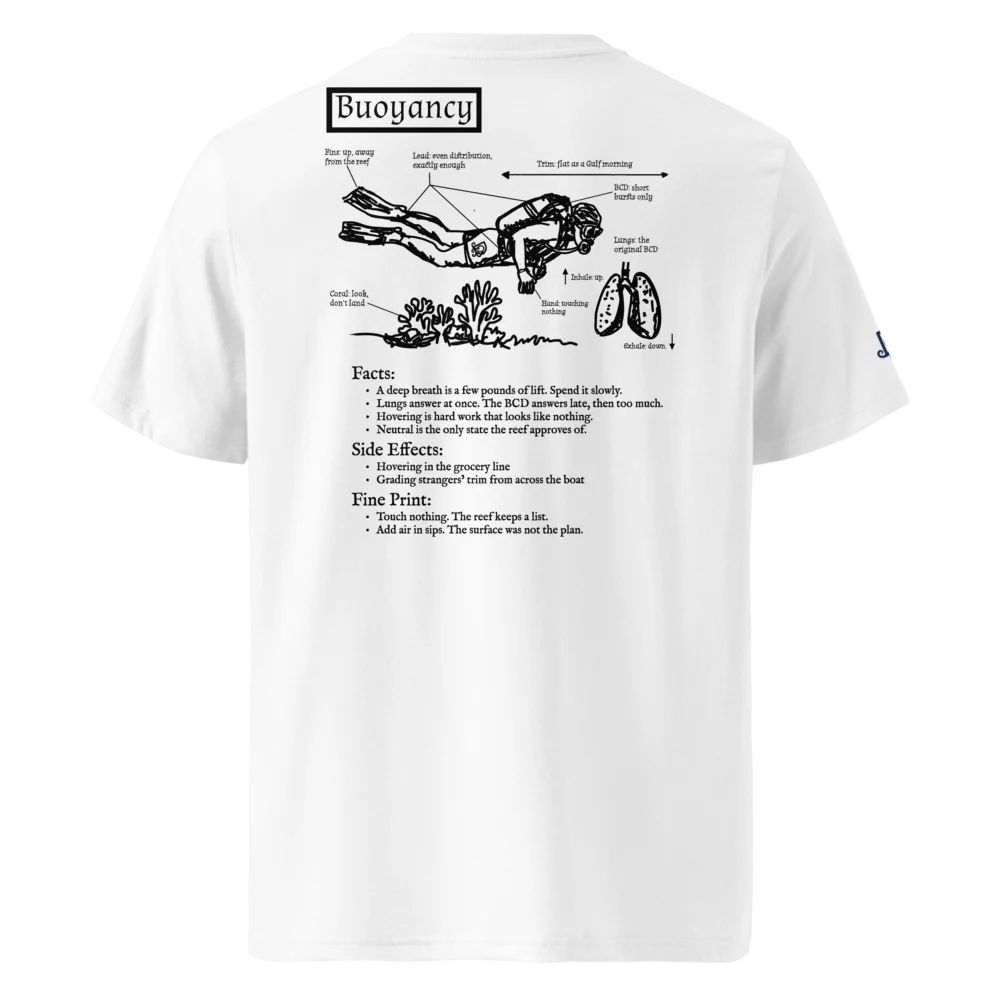 Buoyancy
Fins: up, away
from the reef
Lead: even distribution,
exactly enough
Trim: flat as a Gulf morning
BCD: short
bursts only
Lungs: the
original BCD
Inhale: up.
Hand: touching
nothing
Coral: look,
don't land
Exhale: down.
Facts:
• A deep breath is a few pounds of lift. Spend it slowly.
• Lungs answer at once. The BCD answers late, then too much.
• Hovering is hard work that looks like nothing.
• Neutral is the only state the reef approves of.
Side Effects:
• Hovering in the grocery line
• Grading strangers' trim from across the boat
Fine Print:
• Touch nothing. The reef keeps a list.
• Add air in sips. The surface was not the plan.